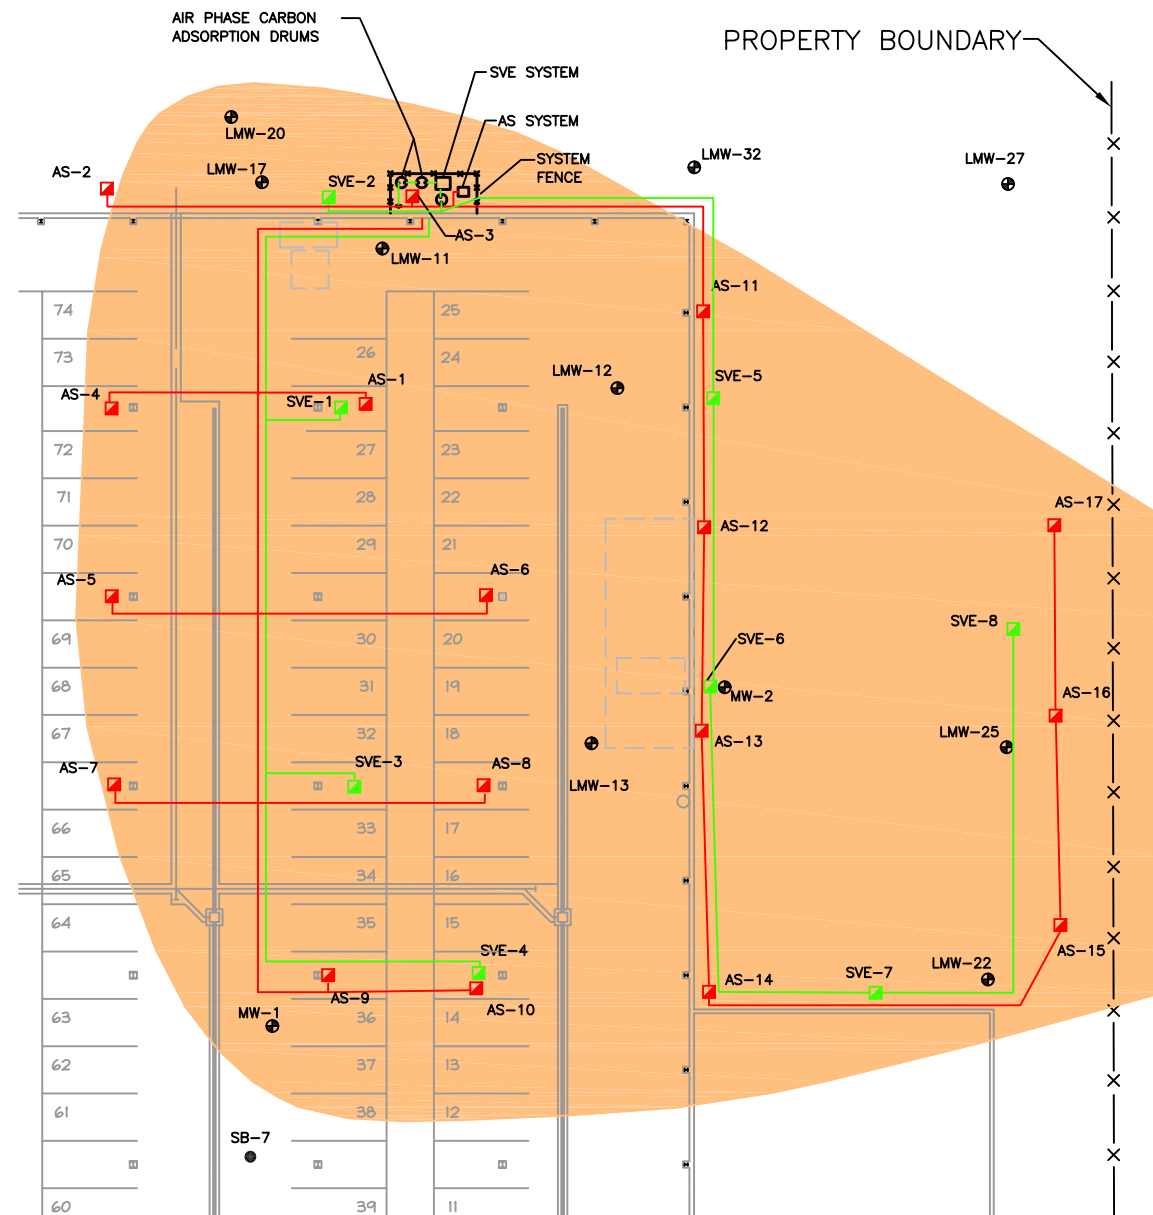 AIR PHASE CARBON
ADSORPTION DRUMS
PROPERTY BOUNDARY
SVE SYSTEM
AS SYSTEM
LMW-20
SYSTEM
FENCE
LMW-32
LMW-27
AS-2
LMW-17
SVE-2
AS-3
LMW-11
AS-11
74
25
26
73
24
LMW-12
SVE-5
AS-4
SVE-1
AS-1
72
27
23
71
28
22
AS-17
70
29
21
AS-12
AS-5
AS-6
69
30
20
SVE-6
SVE-8
68
31
19
MW-2
AS-16
67
32
18
AS-13
LMW-25
AS-7
SVE-3
AS-8
LMW-13
66
33
17
65
34
16
64
35
15
AS-15
SVE-4
AS-14
SVE-7
LMW-22
AS-9
AS-10
63
MW-1
36
14
62
37
13
61
38
12
SB-7
60
39
11